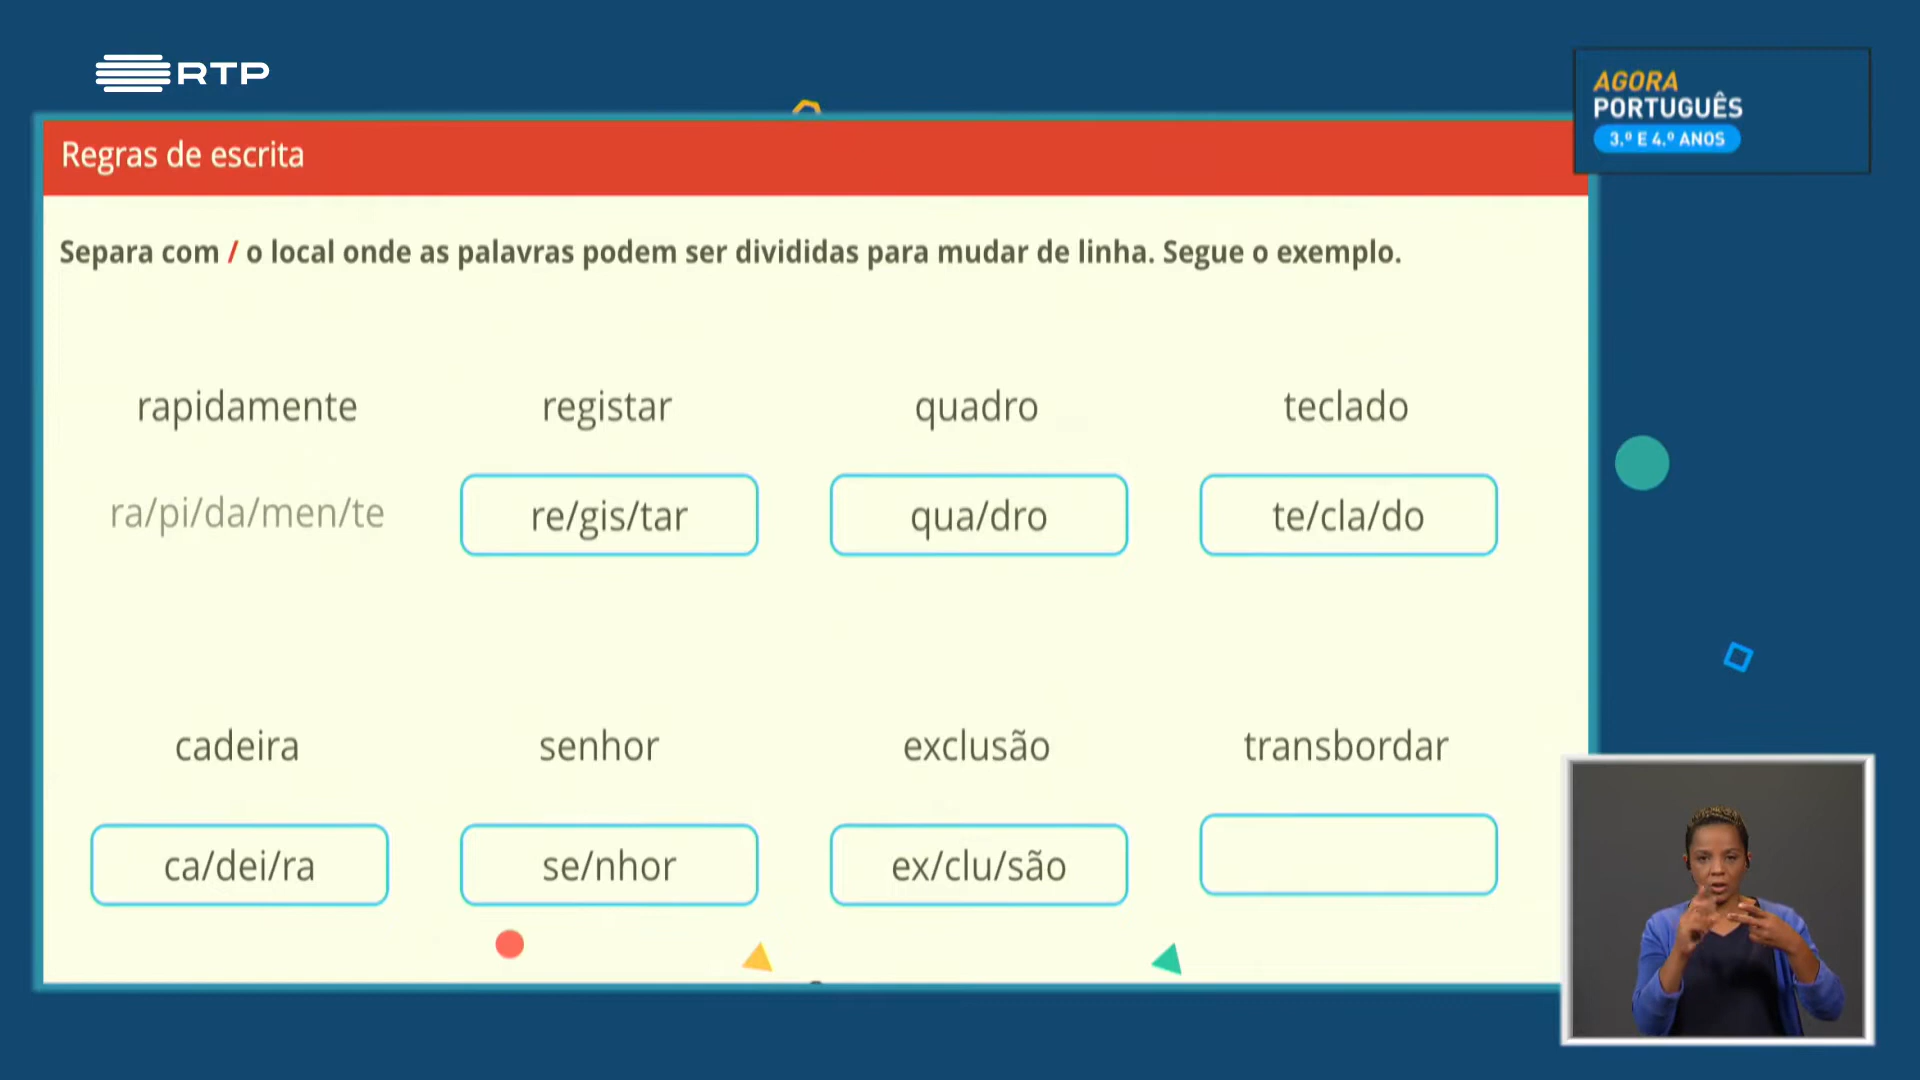 RTP
AGORA
PORTUGUÊS
3.º E 4.º ANOS
Regras de escrita
Separa com / o local onde as palavras podem ser divididas para mudar de linha. Segue o exemplo.
rapidamente registar quadro teclado
ra/pi/da/men/te re/gis/tar qua/dro te/cla/do
cadeira senhor exclusão transbordar
ca/dei/ra se/nhor ex/clu/são